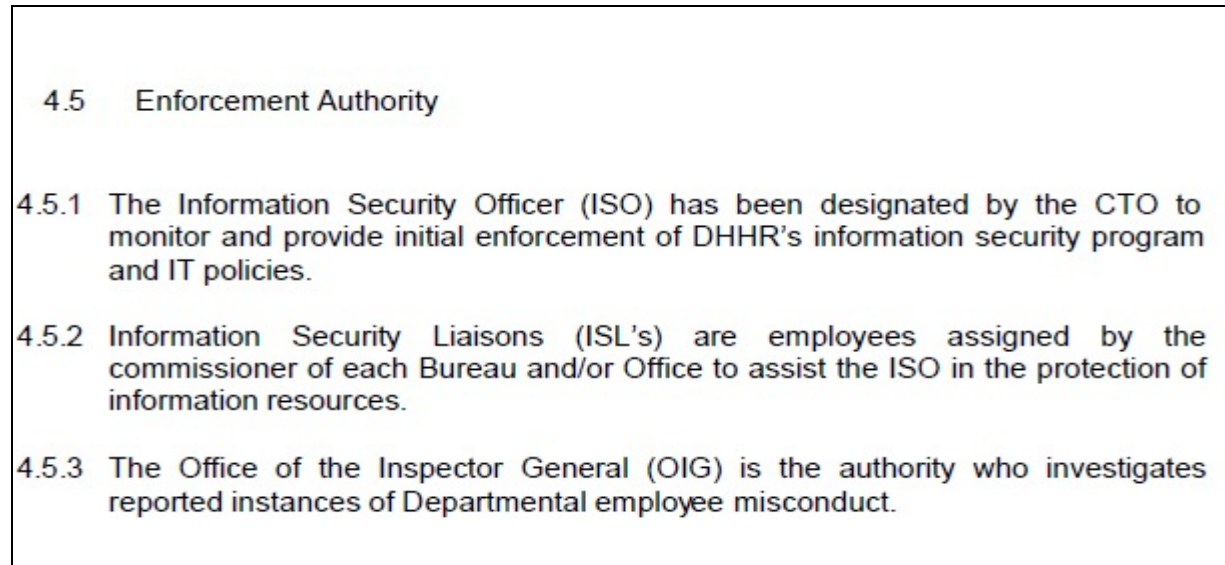 4.5 Enforcement Authority
4.5.1 The Information Security Officer (ISO) has been designated by the CTO to
monitor and provide initial enforcement of DHHR's information security program
and IT policies.
4.5.2 Information Security Liaisons (ISL's) are employees assigned by the
commissioner of each Bureau and/or Office to assist the ISO in the protection of
information resources.
4.5.3 The Office of the Inspector General (OIG) is the authority who investigates
reported instances of Departmental employee misconduct.